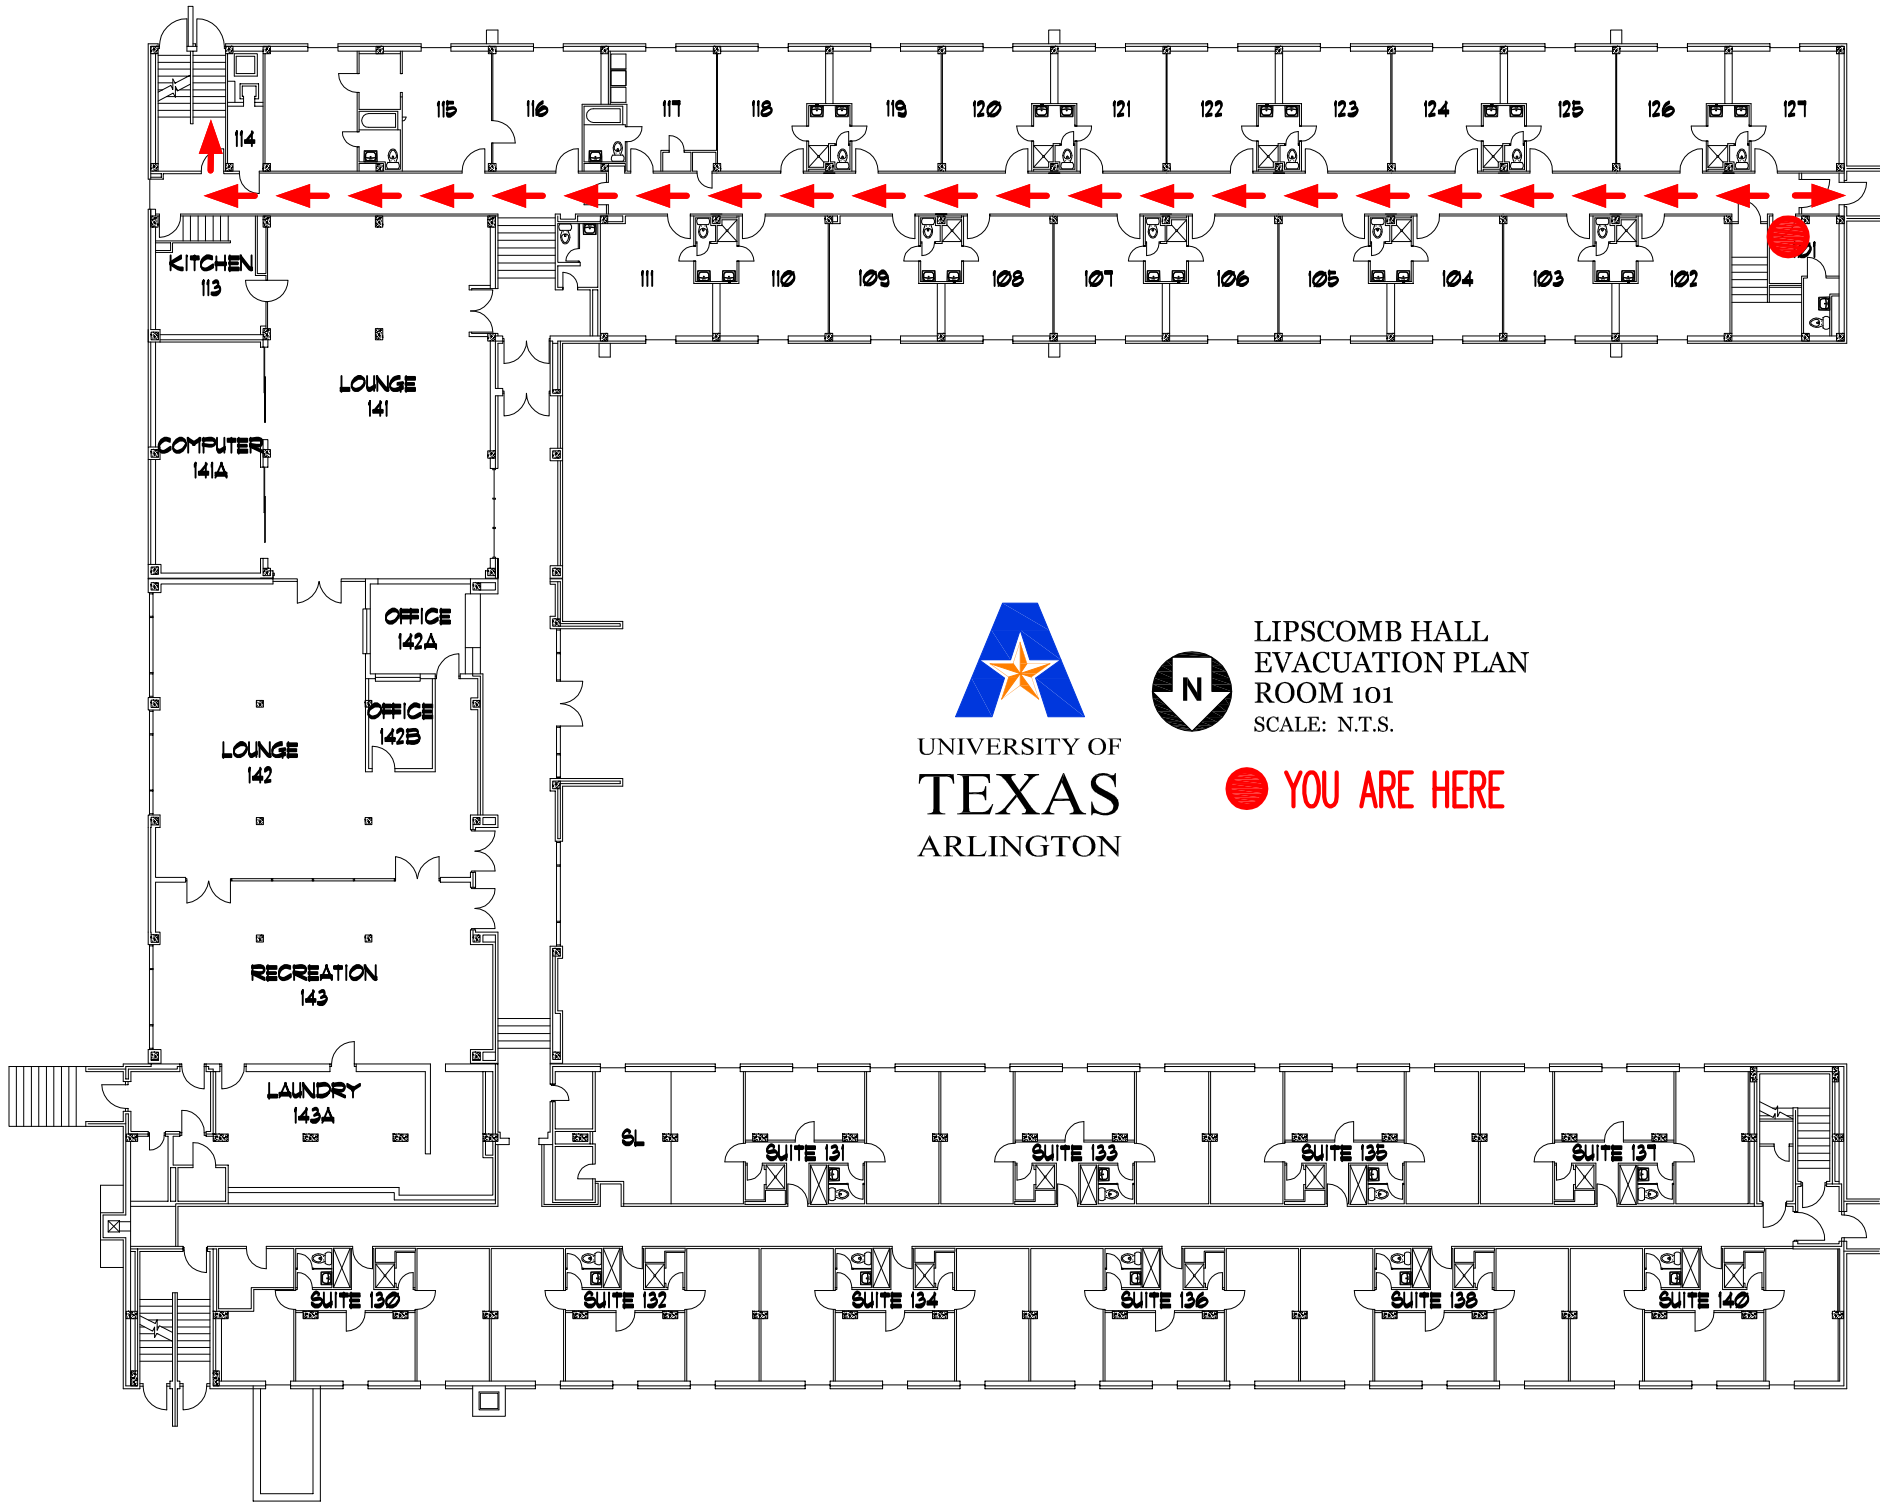 115
116
117
118
119
120
121
122
123
124
125
126
127
114
KITCHEN
113
111
110
109
108
107
106
105
104
103
102
LOUNGE
141
COMPUTER
141A
OFFICE
142A
OFFICE
142B
LOUNGE
142
UNIVERSITY OF
TEXAS
ARLINGTON
N
LIPSCOMB HALL
EVACUATION PLAN
ROOM 101
SCALE: N.T.S.
YOU ARE HERE
RECREATION
143
LAUNDRY
143A
SL
SUITE 131
SUITE 133
SUITE 135
SUITE 137
SUITE 130
SUITE 132
SUITE 134
SUITE 136
SUITE 138
SUITE 140